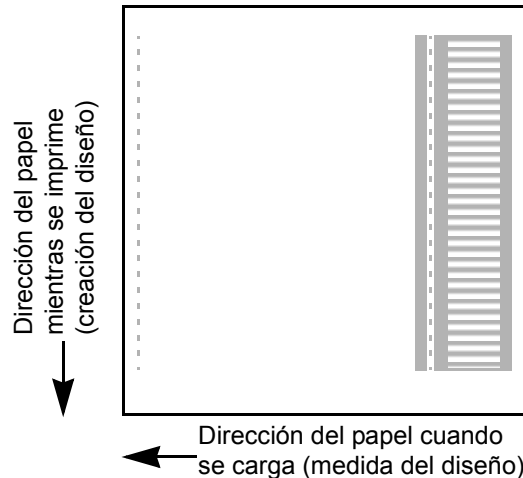 Dirección del papel
mientras se imprime
(creación del diseño)
Dirección del papel cuando
se carga (medida del diseño)